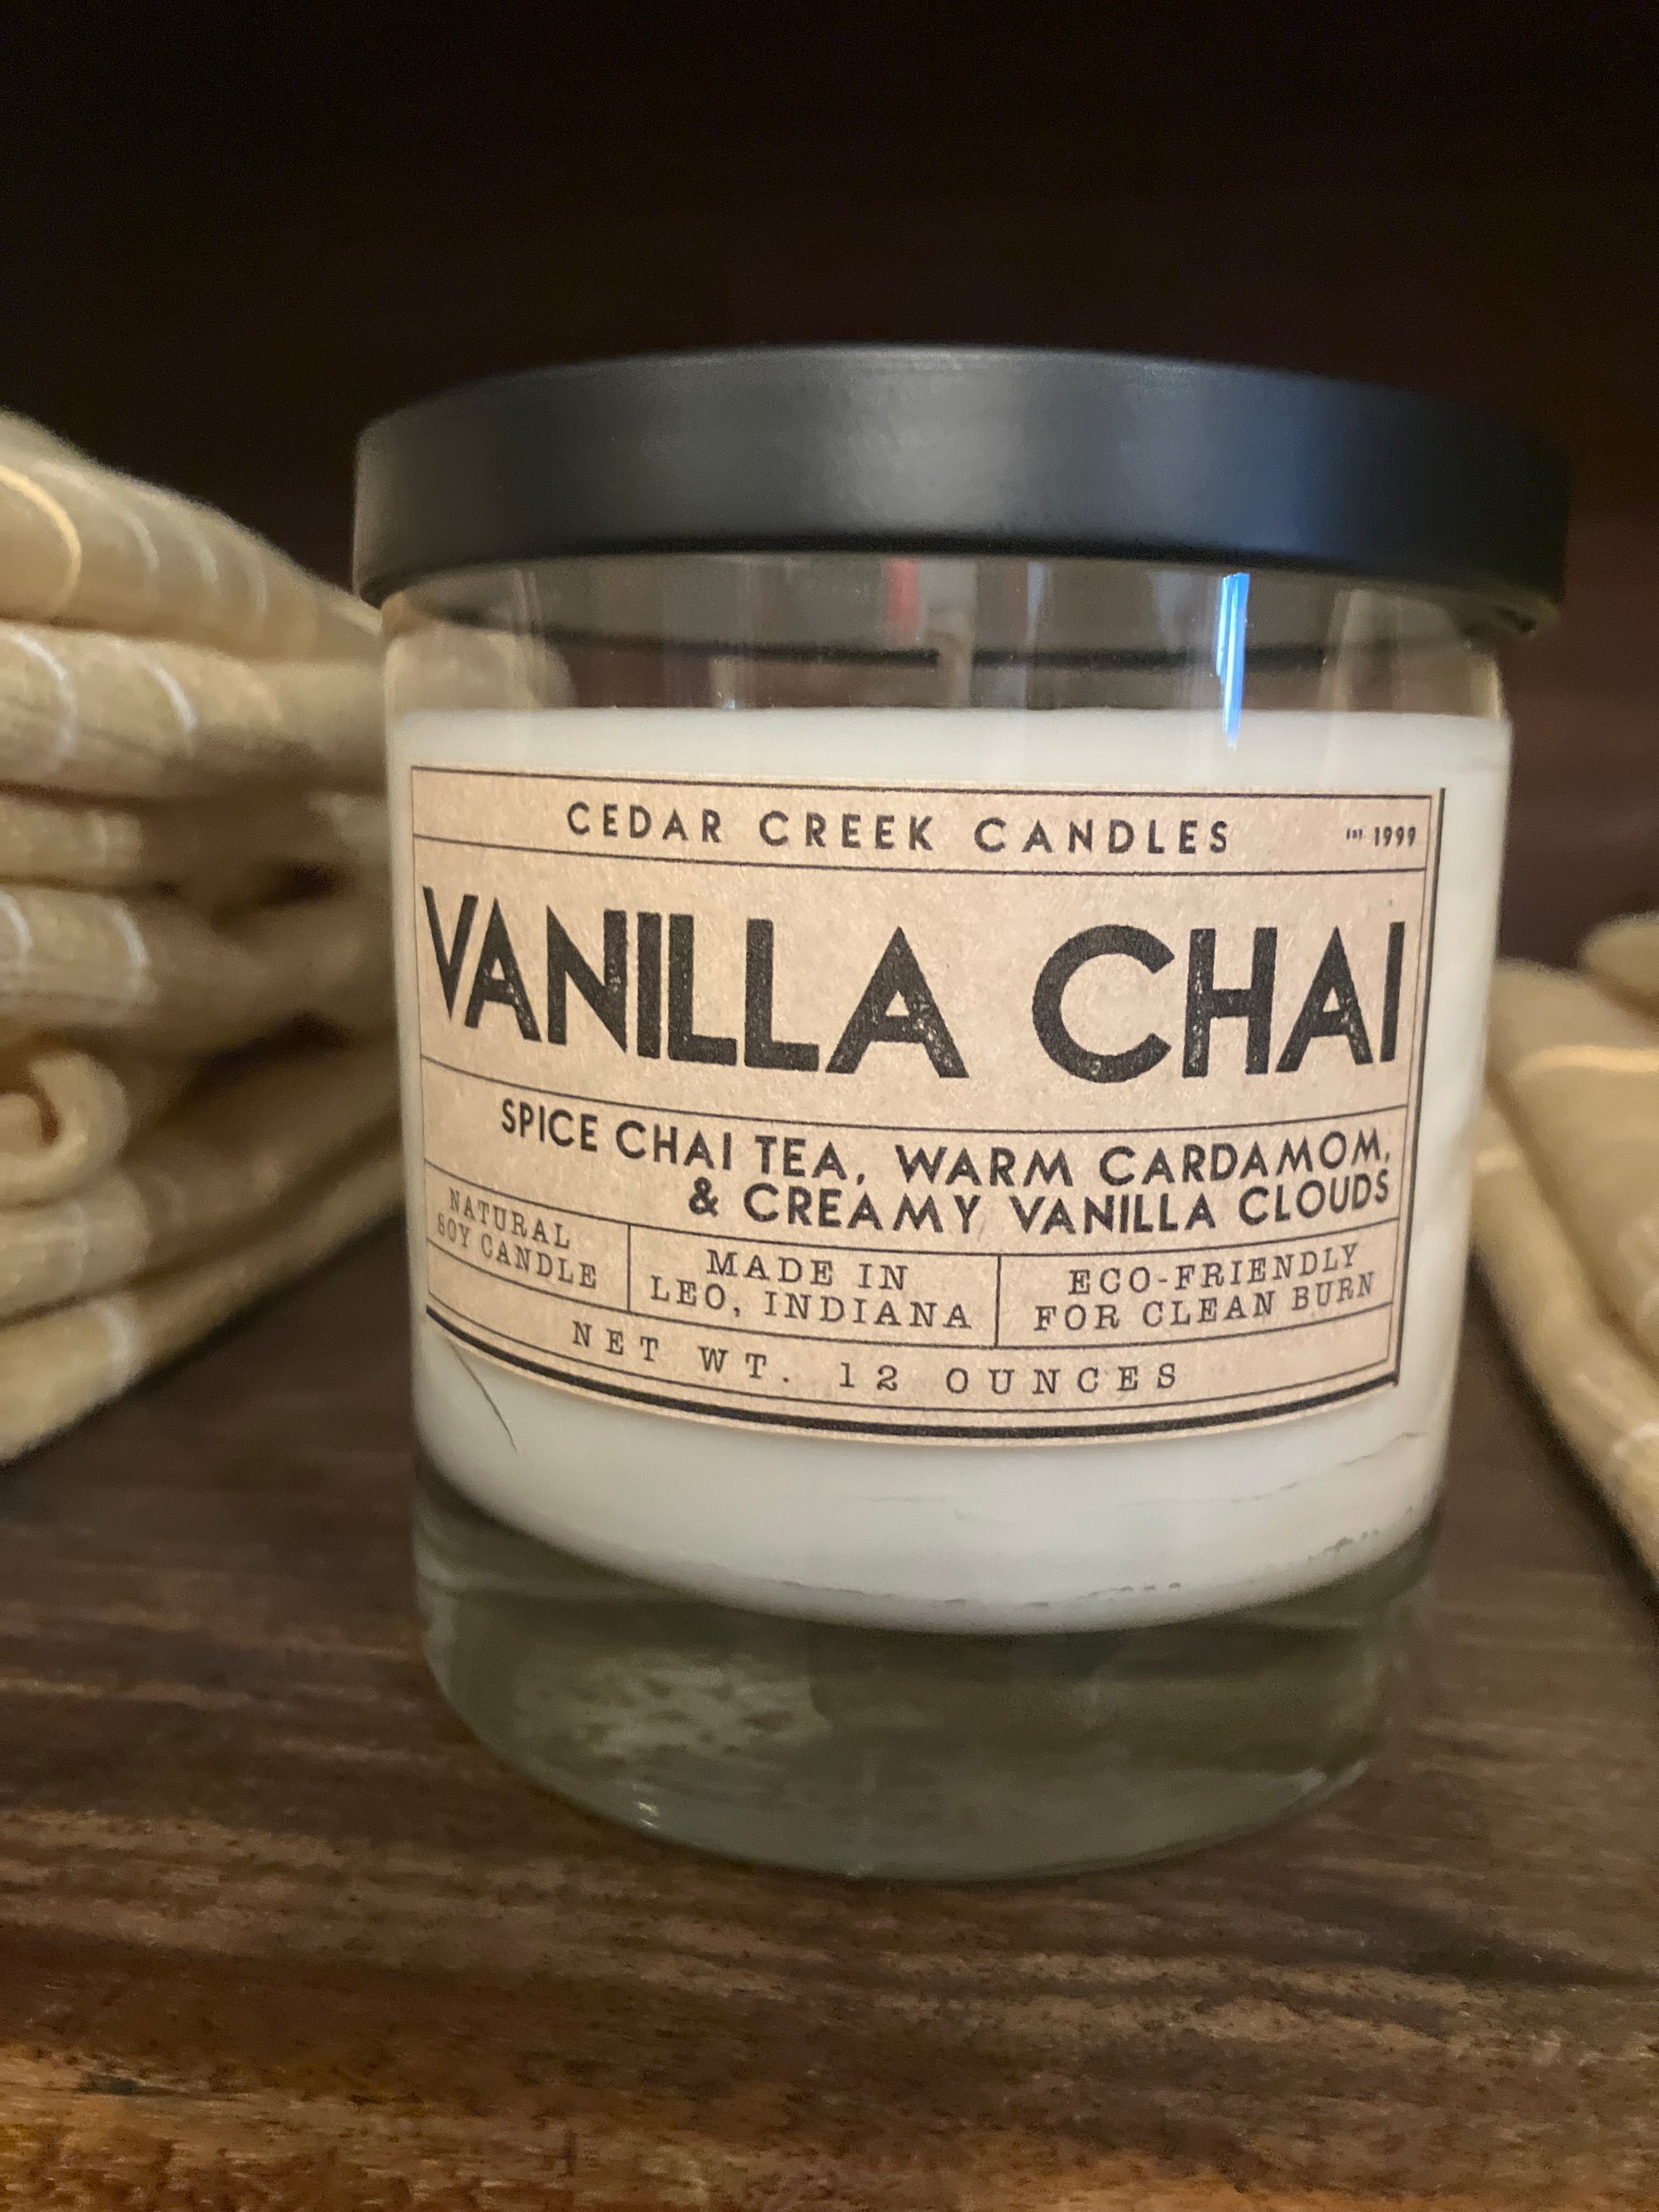 CEDAR CREEK CANDLES EST 1999
VANILLA CHAI
SPICE CHAI TEA, WARM CARDAMOM,
& CREAMY VANILLA CLOUDS
NATURAL
SOY CANDLE
MADE IN
LEO, INDIANA
ECO-FRIENDLY
FOR CLEAN BURN
NET WT. 12 OUNCES